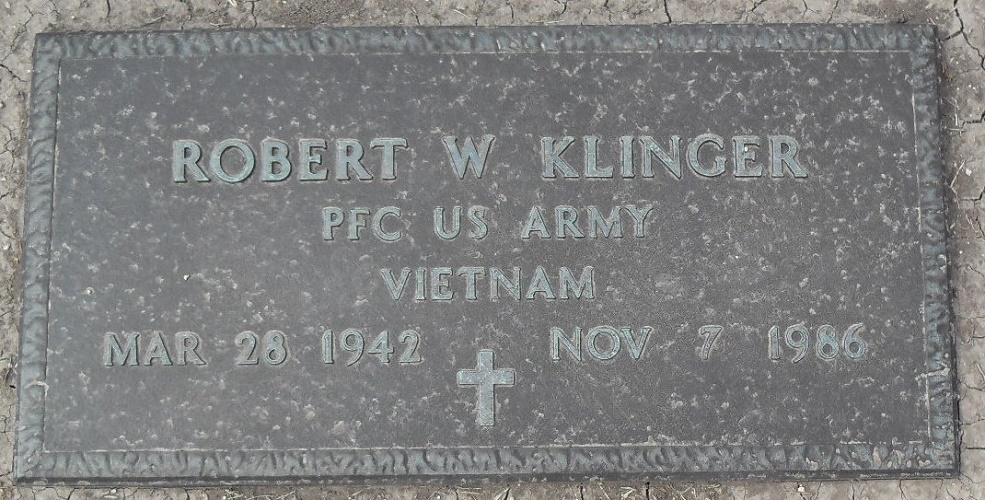 ROBERT W KLINGER
PFC US ARMY
VIETNAM
MAR 28 1942 NOV 7 1986